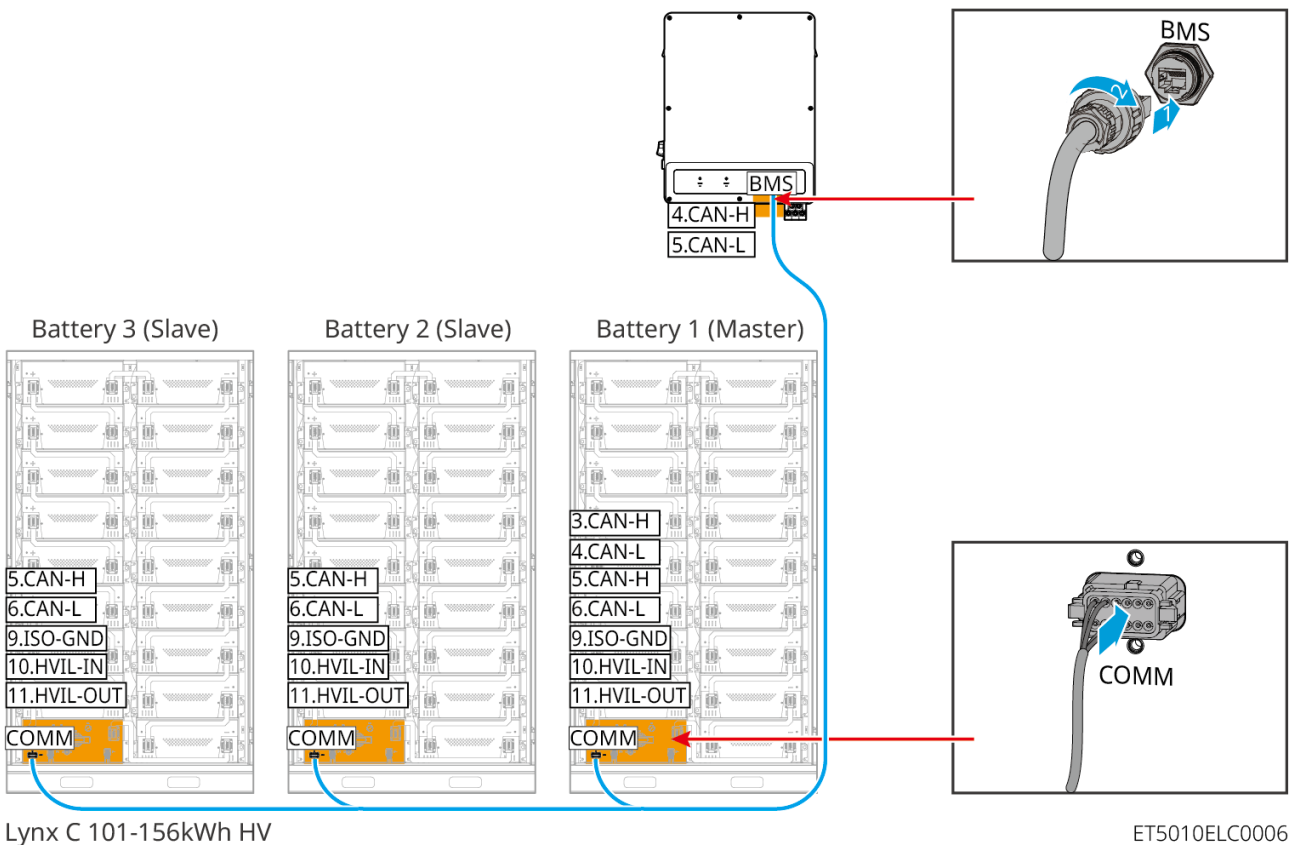 BMS
2
1
BMS
4.CAN-H
5.CAN-L
Battery 3 (Slave)
Battery 2 (Slave)
Battery 1 (Master)
3.CAN-H
4.CAN-L
5.CAN-H
6.CAN-L
9.ISO-GND
10.HVIL-IN
11.HVIL-OUT
COMM
5.CAN-H
6.CAN-L
9.ISO-GND
10.HVIL-IN
11.HVIL-OUT
COMM
5.CAN-H
6.CAN-L
9.ISO-GND
10.HVIL-IN
11.HVIL-OUT
COMM
COMM
Lynx C 101-156kWh HV
ET5010ELC0006